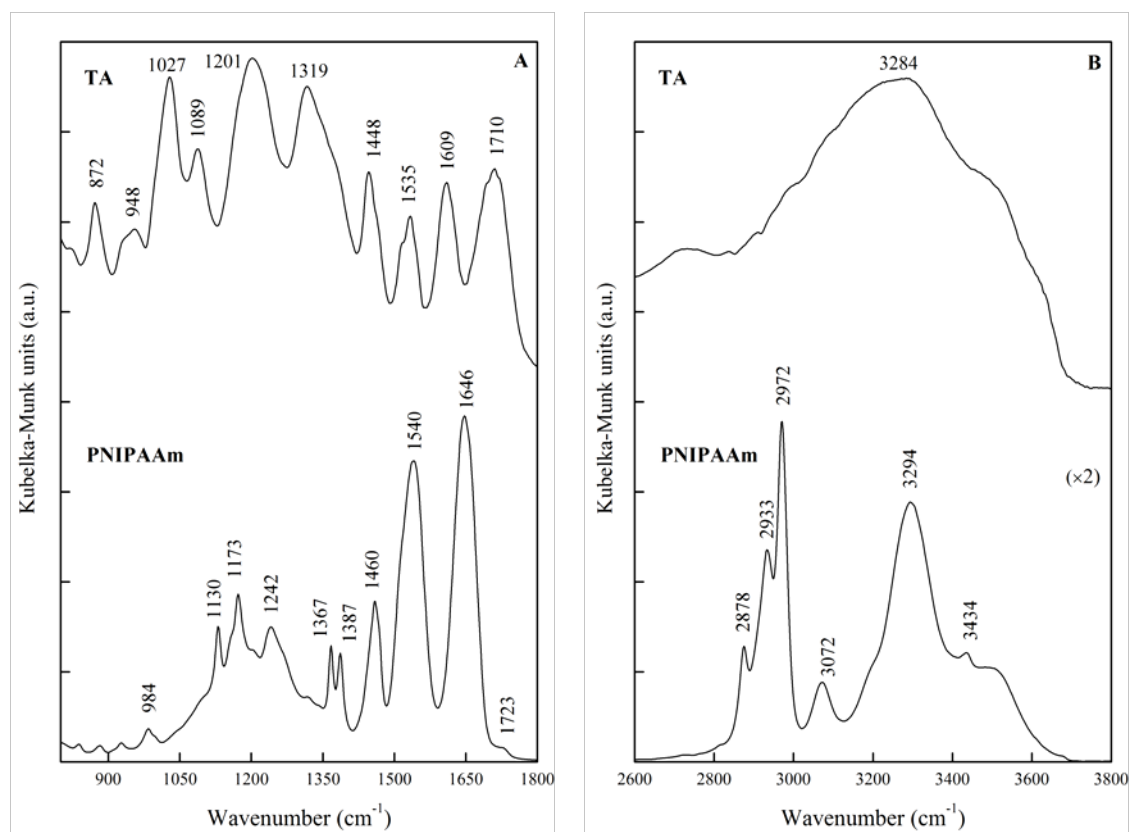 A
TA
872
948
1027
1089
1201
1319
1448
1535
1609
1710
PNIPAAm
984
1130
1173
1242
1367
1387
1460
1540
1646
1723
Kubelka-Munk units (a.u.)
900 1050 1200 1350 1500 1650 1800
Wavenumber (cm-1)
B
TA
3284
PNIPAAm
(×2)
2878
2933
2972
3072
3294
3434
Kubelka-Munk units (a.u.)
2600 2800 3000 3200 3400 3600 3800
Wavenumber (cm-1)